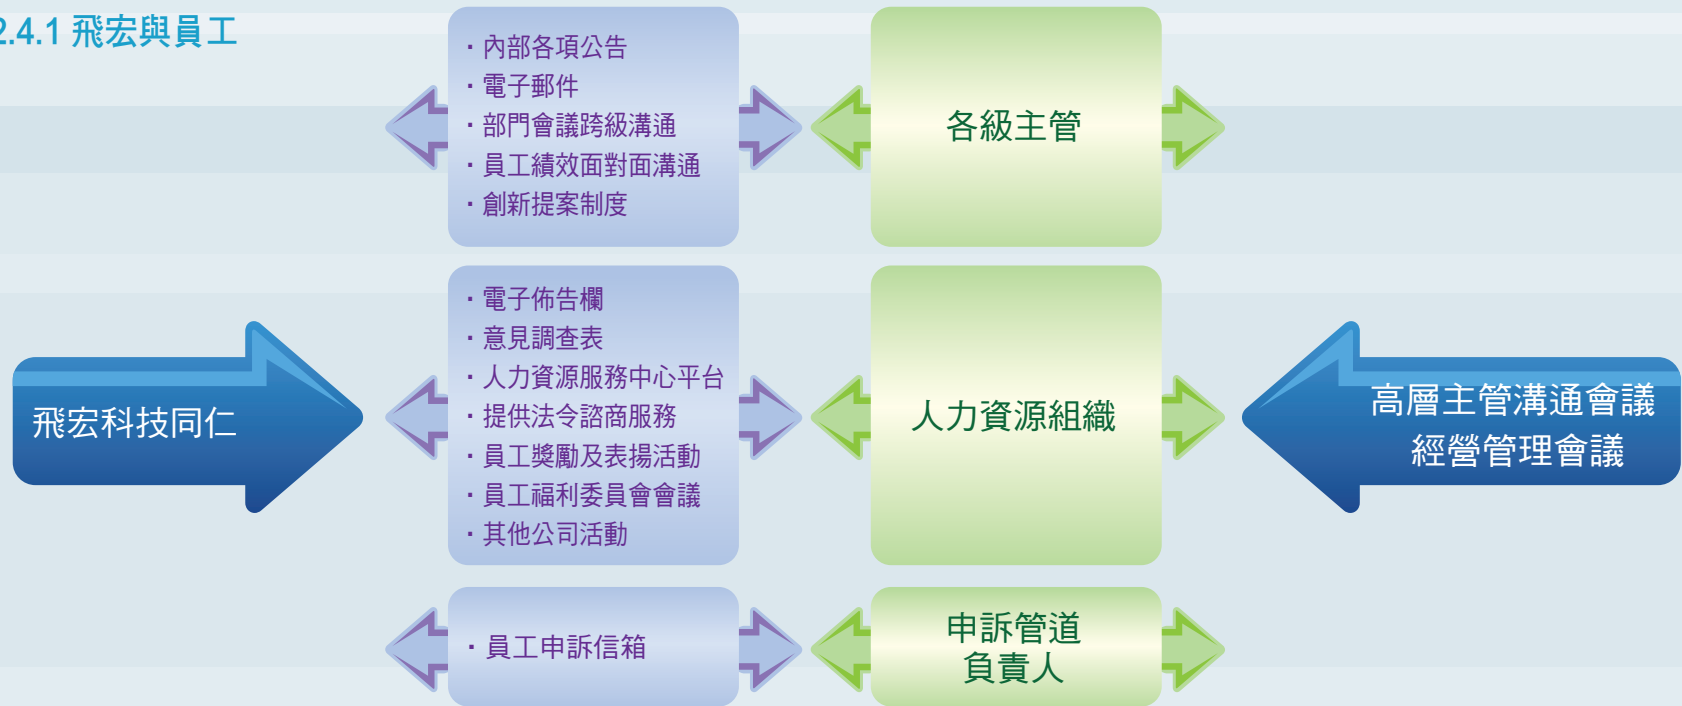 2.4.1 飛宏與員工
・內部各項公告
・電子郵件
・部門會議跨級溝通
・員工績效面對面溝通
・創新提案制度
各級主管
飛宏科技同仁
・電子佈告欄
・意見調查表
・人力資源服務中心平台
・提供法令諮商服務
・員工獎勵及表揚活動
・員工福利委員會會議
・其他公司活動
人力資源組織
高層主管溝通會議
經營管理會議
・員工申訴信箱
申訴管道
負責人